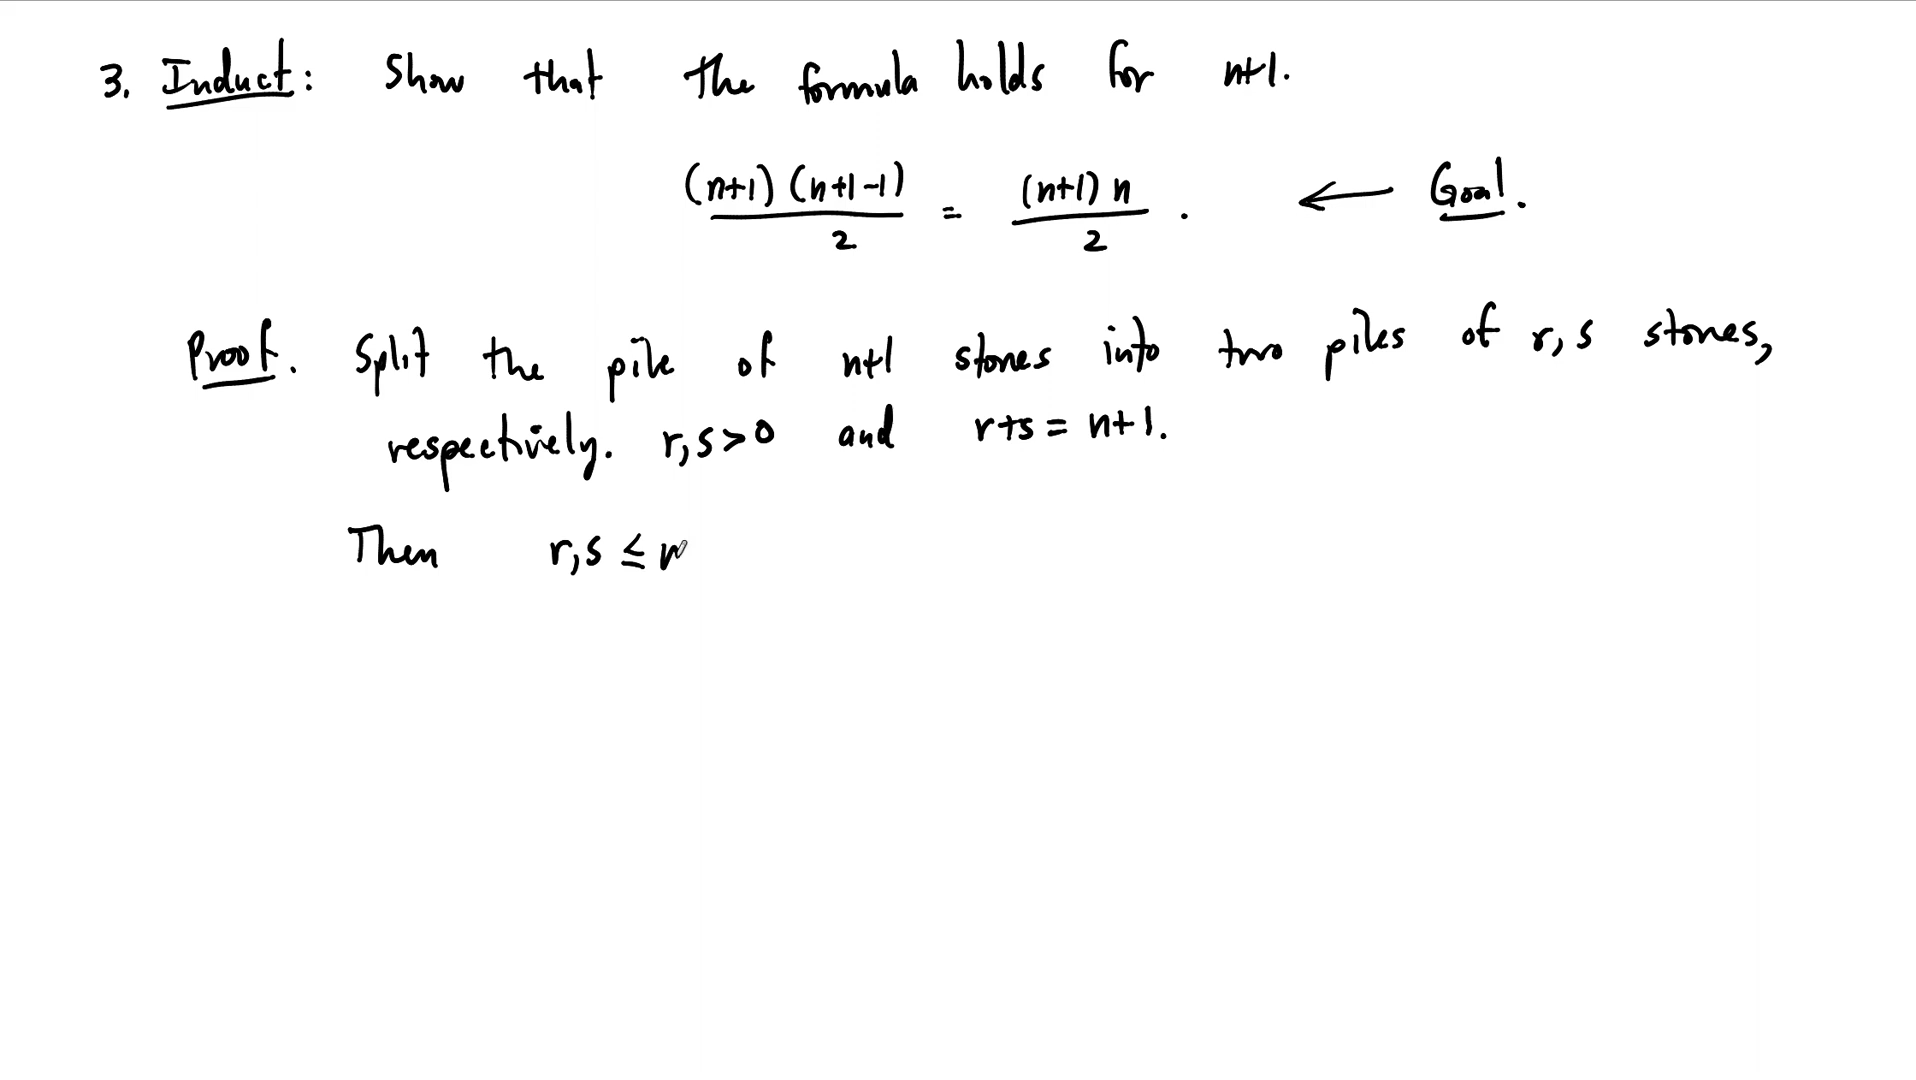 3. Induct: Show that the formula holds for n+1.
(n+1)(n+1-1)/2 = (n+1)n/2. ← Goal.
Proof. Split the pile of n+1 stones into two piles of r,s stones,
respectively. r,s>0 and r+s = n+1.
Then r,s ≤ n